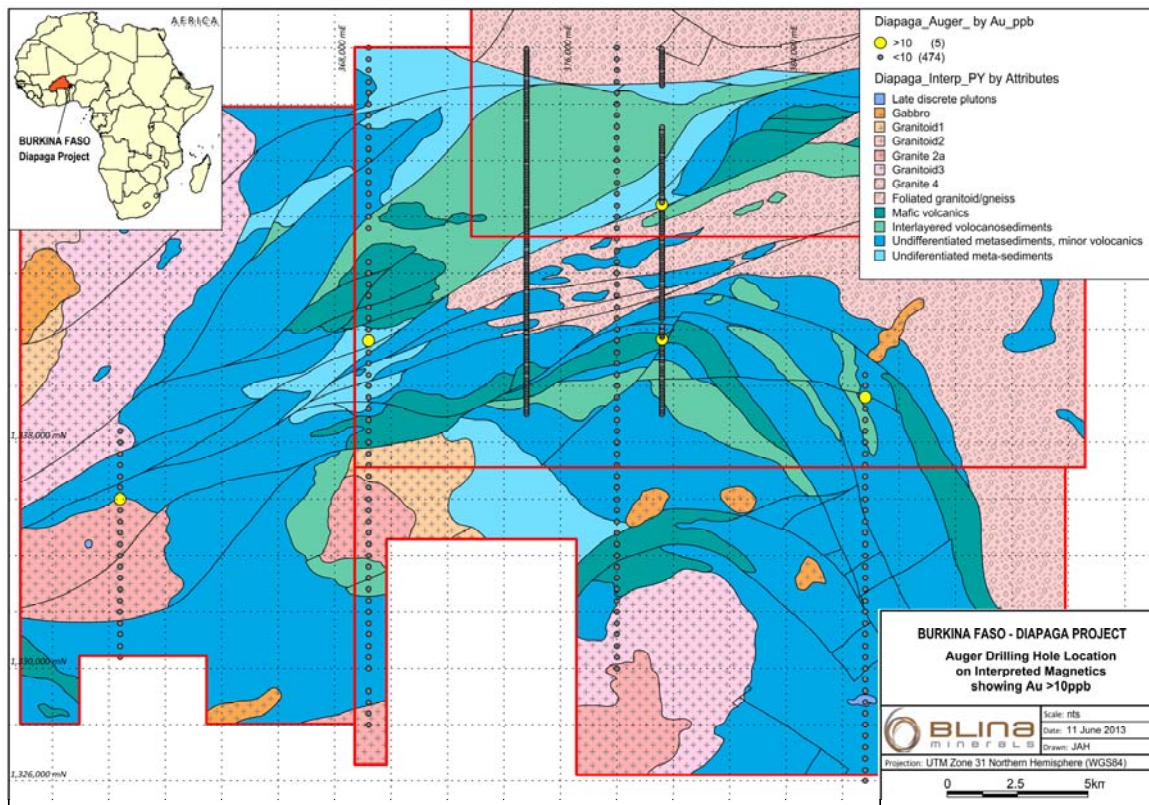 AFRICA
BURKINA FASO
Diapaga Project
368,000 mE
376,000 mE
384,000 mE
Diapaga_Auger_ by Au_ppb
>10 (5)
<10 (474)
Diapaga_Interp_PY by Attributes
Late discrete plutons
Gabbro
Granitoid1
Granitoid2
Granite 2a
Granitoid3
Granite 4
Foliated granitoid/gneiss
Mafic volcanics
Interlayered volocanosediments
Undifferentiated metasediments, minor volcanics
Undiferentiated meta-sediments
1,338,000 mN
1,330,000 mN
1,326,000 mN
BURKINA FASO - DIAPAGA PROJECT
Auger Drilling Hole Location
on Interpreted Magnetics
showing Au >10ppb
BLINA
minerals
Scale: nts
Date: 11 June 2013
Drawn: JAH
Projection: UTM Zone 31 Northern Hemisphere (WGS84)
0 2.5 5km